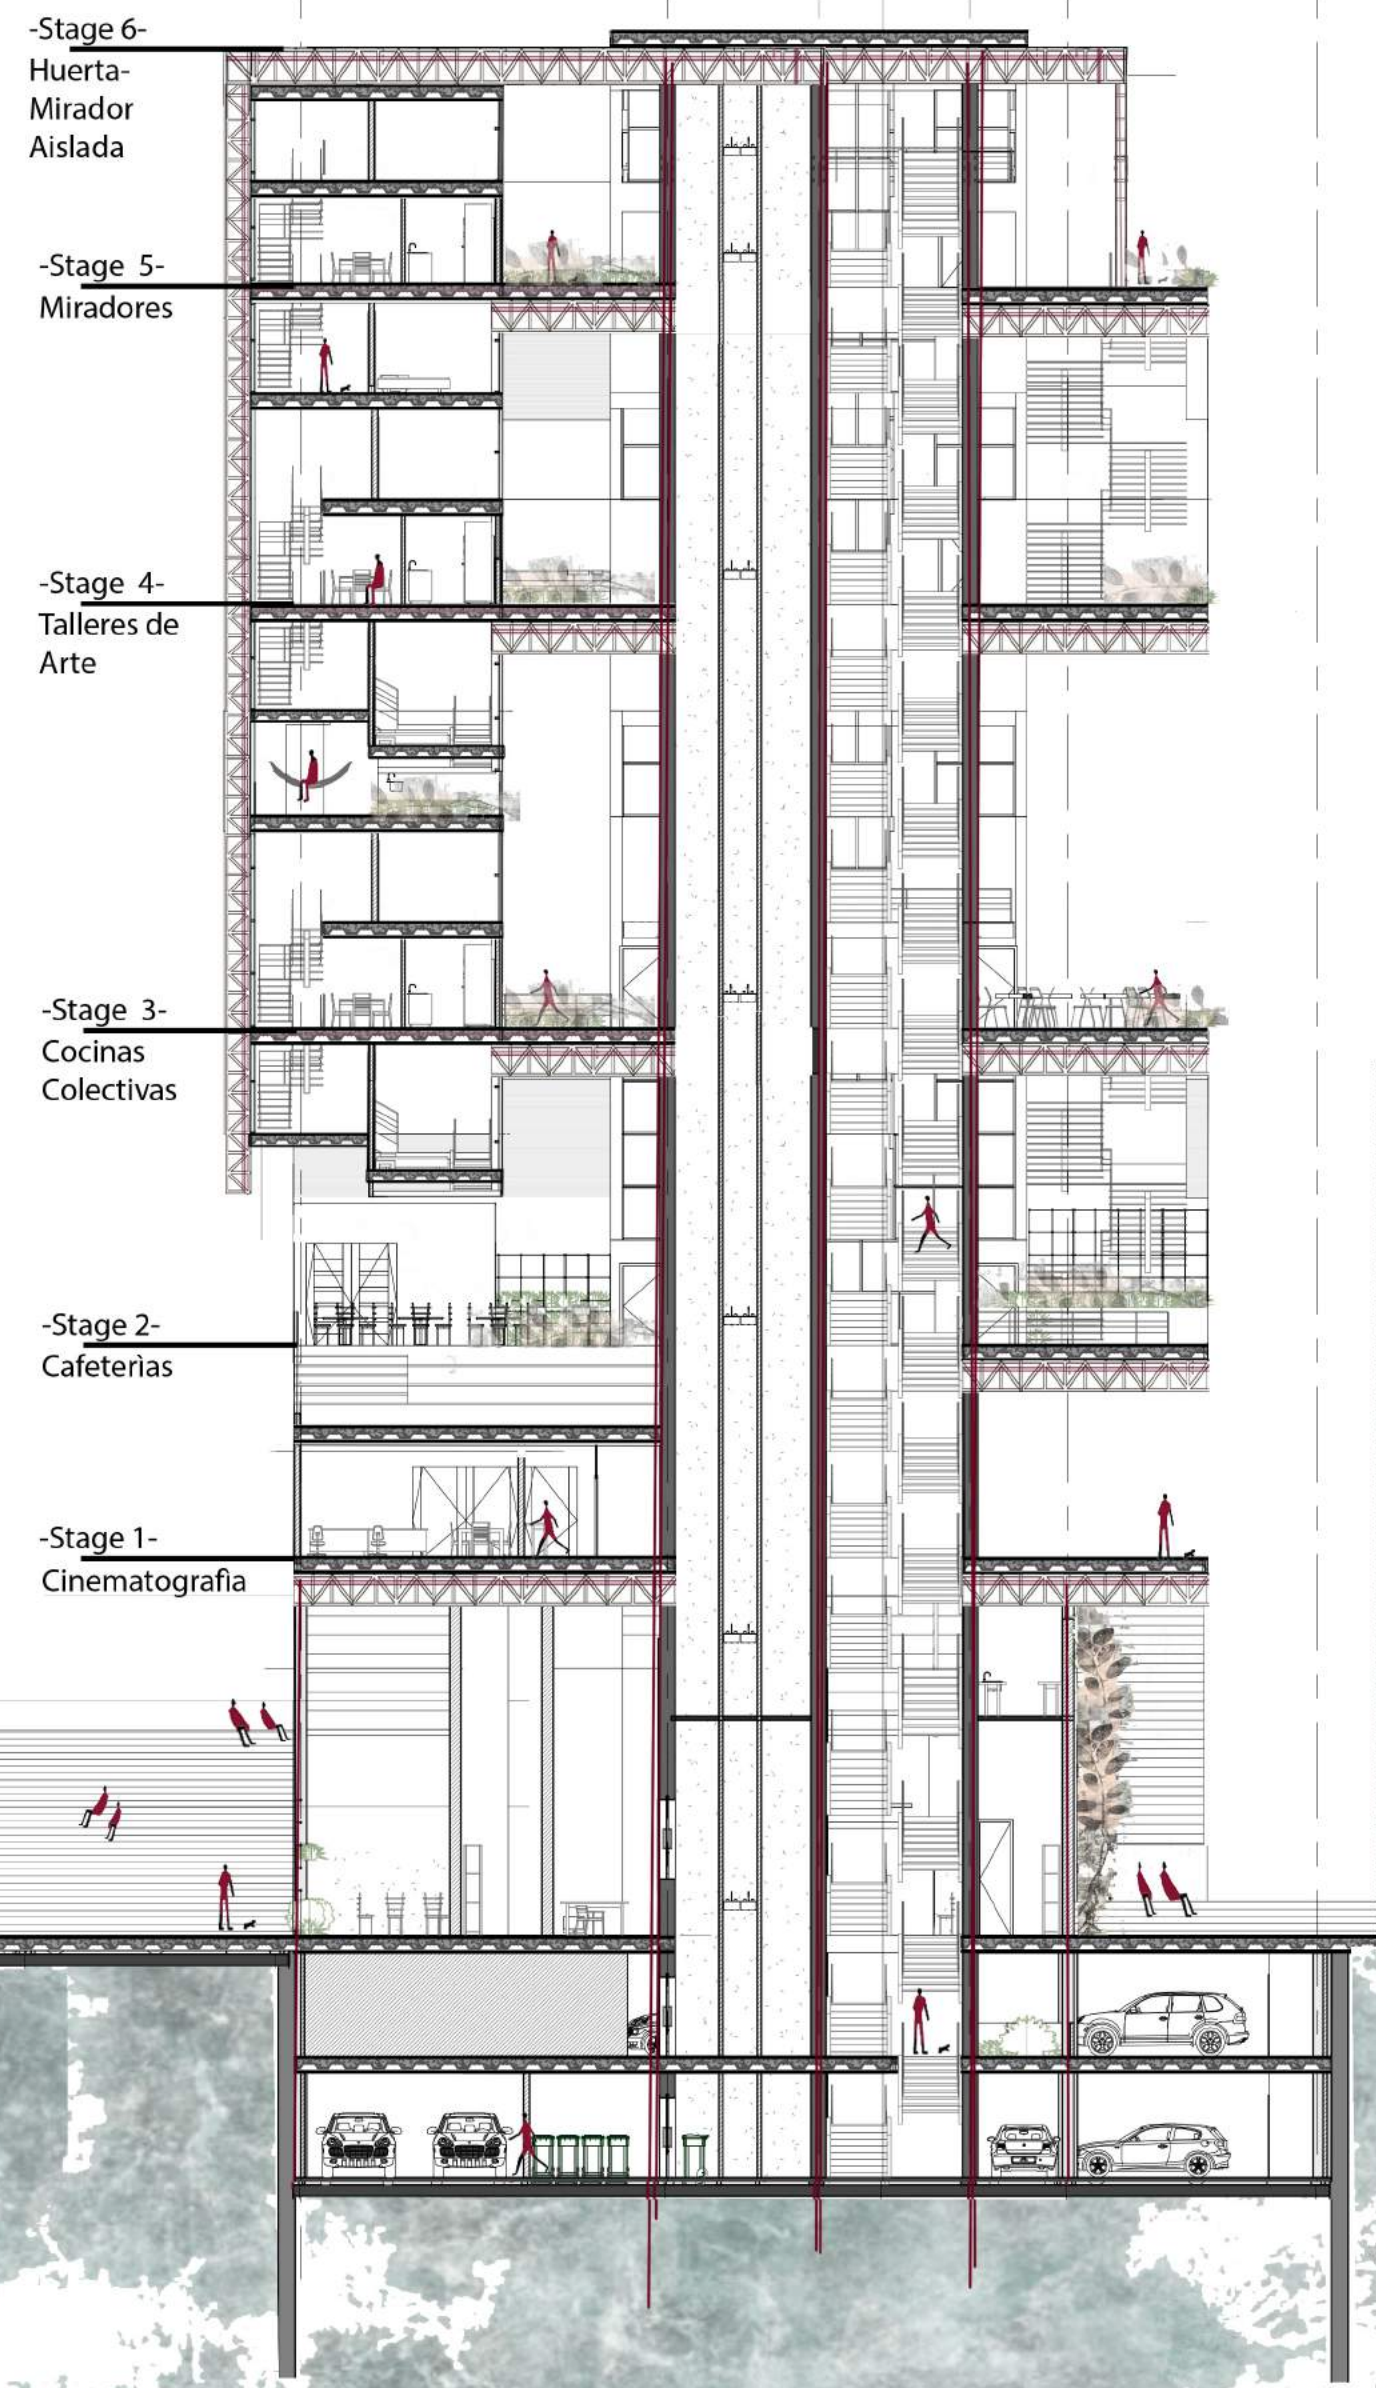 -Stage 6-
Huerta-
Mirador
Aislada
-Stage  5-
Miradores
-Stage  4-
Talleres de
Arte
-Stage  3-
Cocinas
Colectivas
-Stage 2-
Cafeterìas
-Stage 1-
Cinematografìa